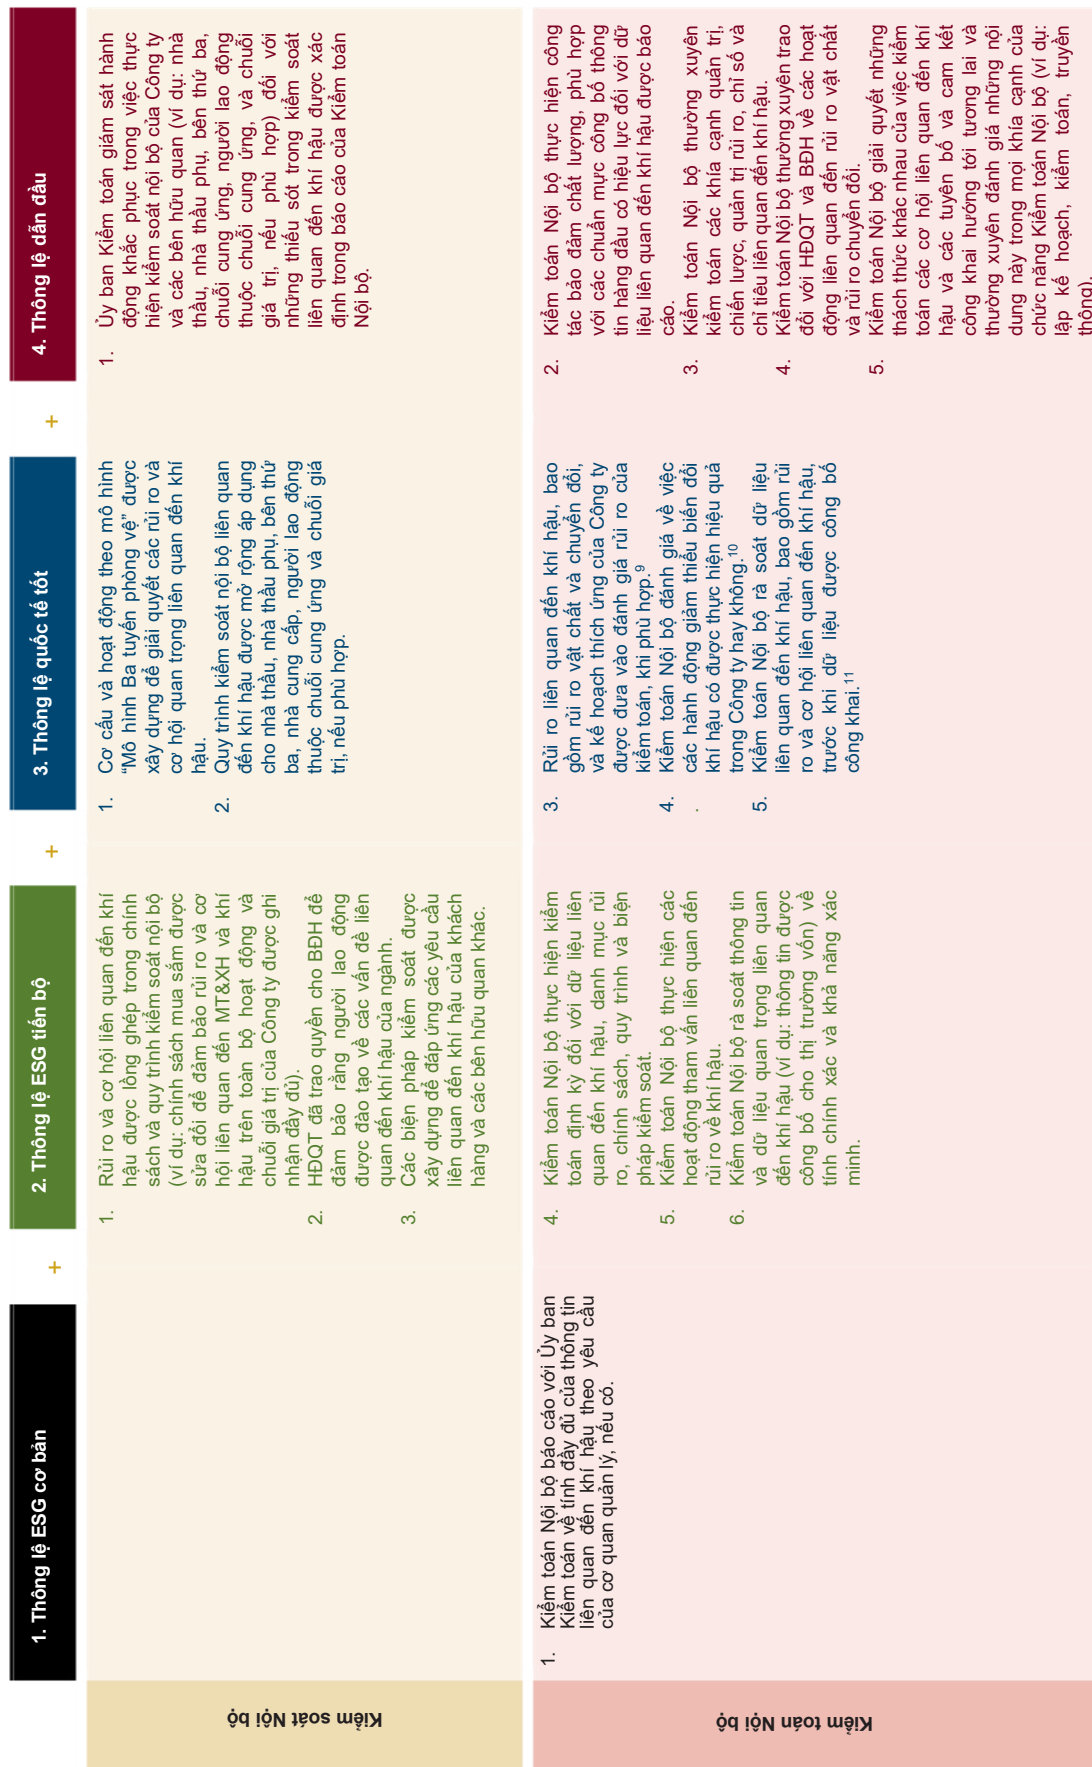 1. Thông lệ ESG cơ bản
+
2. Thông lệ ESG tiến bộ
+
3. Thông lệ quốc tế tốt
+
4. Thông lệ dẫn đầu
Kiểm soát Nội bộ
1. Rủi ro và cơ hội liên quan đến khí
hậu được lồng ghép trong chính
sách và quy trình kiểm soát nội bộ
(ví dụ: chính sách mua sắm được
sửa đổi để đảm bảo rủi ro và cơ
hội liên quan đến MT&XH và khí
hậu trên toàn bộ hoạt động và
chuỗi giá trị của Công ty được ghi
nhận đầy đủ).
2. HĐQT đã trao quyền cho BĐH để
đảm bảo rằng người lao động
được đào tạo về các vấn đề liên
quan đến khí hậu của ngành.
3. Các biện pháp kiểm soát được
xây dựng để đáp ứng các yêu cầu
liên quan đến khí hậu của khách
hàng và các bên hữu quan khác.
1. Cơ cấu và hoạt động theo mô hình
“Mô hình Ba tuyến phòng vệ” được
xây dựng để giải quyết các rủi ro và
cơ hội quan trọng liên quan đến khí
hậu.
2. Quy trình kiểm soát nội bộ liên quan
đến khí hậu được mở rộng áp dụng
cho nhà thầu, nhà thầu phụ, bên thứ
ba, nhà cung cấp, người lao động
thuộc chuỗi cung ứng và chuỗi giá
trị, nếu phù hợp.
1. Ủy ban Kiểm toán giám sát hành
động khắc phục trong việc thực
hiện kiểm soát nội bộ của Công ty
và các bên hữu quan (ví dụ: nhà
thầu, nhà thầu phụ, bên thứ ba,
chuỗi cung ứng, người lao động
thuộc chuỗi cung ứng, và chuỗi
giá trị, nếu phù hợp) đối với
những thiếu sót trong kiểm soát
liên quan đến khí hậu được xác
định trong báo cáo của Kiểm toán
Nội bộ.
Kiểm toán Nội bộ
1. Kiểm toán Nội bộ báo cáo với Ủy ban
Kiểm toán về tính đầy đủ của thông tin
liên quan đến khí hậu theo yêu cầu
của cơ quan quản lý, nếu có.
4. Kiểm toán Nội bộ thực hiện kiểm
toán định kỳ đối với dữ liệu liên
quan đến khí hậu, danh mục rủi
ro, chính sách, quy trình và biện
pháp kiểm soát.
5. Kiểm toán Nội bộ thực hiện các
hoạt động tham vấn liên quan đến
rủi ro về khí hậu.
6. Kiểm toán Nội bộ rà soát thông tin
và dữ liệu quan trọng liên quan
đến khí hậu (ví dụ: thông tin được
công bố cho thị trường vốn) về
tính chính xác và khả năng xác
minh.
3. Rủi ro liên quan đến khí hậu, bao
gồm rủi ro vật chất và chuyển đổi,
và kế hoạch thích ứng của Công ty
được đưa vào đánh giá rủi ro của
kiểm toán, khi phù hợp.9
4. Kiểm toán Nội bộ đánh giá về việc
. các hành động giảm thiểu biến đổi
khí hậu có được thực hiện hiệu quả
trong Công ty hay không.10
5. Kiểm toán Nội bộ rà soát dữ liệu
liên quan đến khí hậu, bao gồm rủi
ro và cơ hội liên quan đến khí hậu,
trước khi dữ liệu được công bố
công khai.11
2. Kiểm toán Nội bộ thực hiện công
tác bảo đảm chất lượng, phù hợp
với các chuẩn mực công bố thông
tin hàng đầu có hiệu lực đối với dữ
liệu liên quan đến khí hậu được báo
cáo.
3. Kiểm toán Nội bộ thường xuyên
kiểm toán các khía cạnh quản trị,
chiến lược, quản trị rủi ro, chỉ số và
chỉ tiêu liên quan đến khí hậu.
4. Kiểm toán Nội bộ thường xuyên trao
đổi với HĐQT và BĐH về các hoạt
động liên quan đến rủi ro vật chất
và rủi ro chuyển đổi.
5. Kiểm toán Nội bộ giải quyết những
thách thức khác nhau của việc kiểm
toán các cơ hội liên quan đến khí
hậu và các tuyên bố và cam kết
công khai hướng tới tương lai và
thường xuyên đánh giá những nội
dung này trong mọi khía cạnh của
chức năng Kiểm toán Nội bộ (ví dụ:
lập kế hoạch, kiểm toán, truyền
thông).